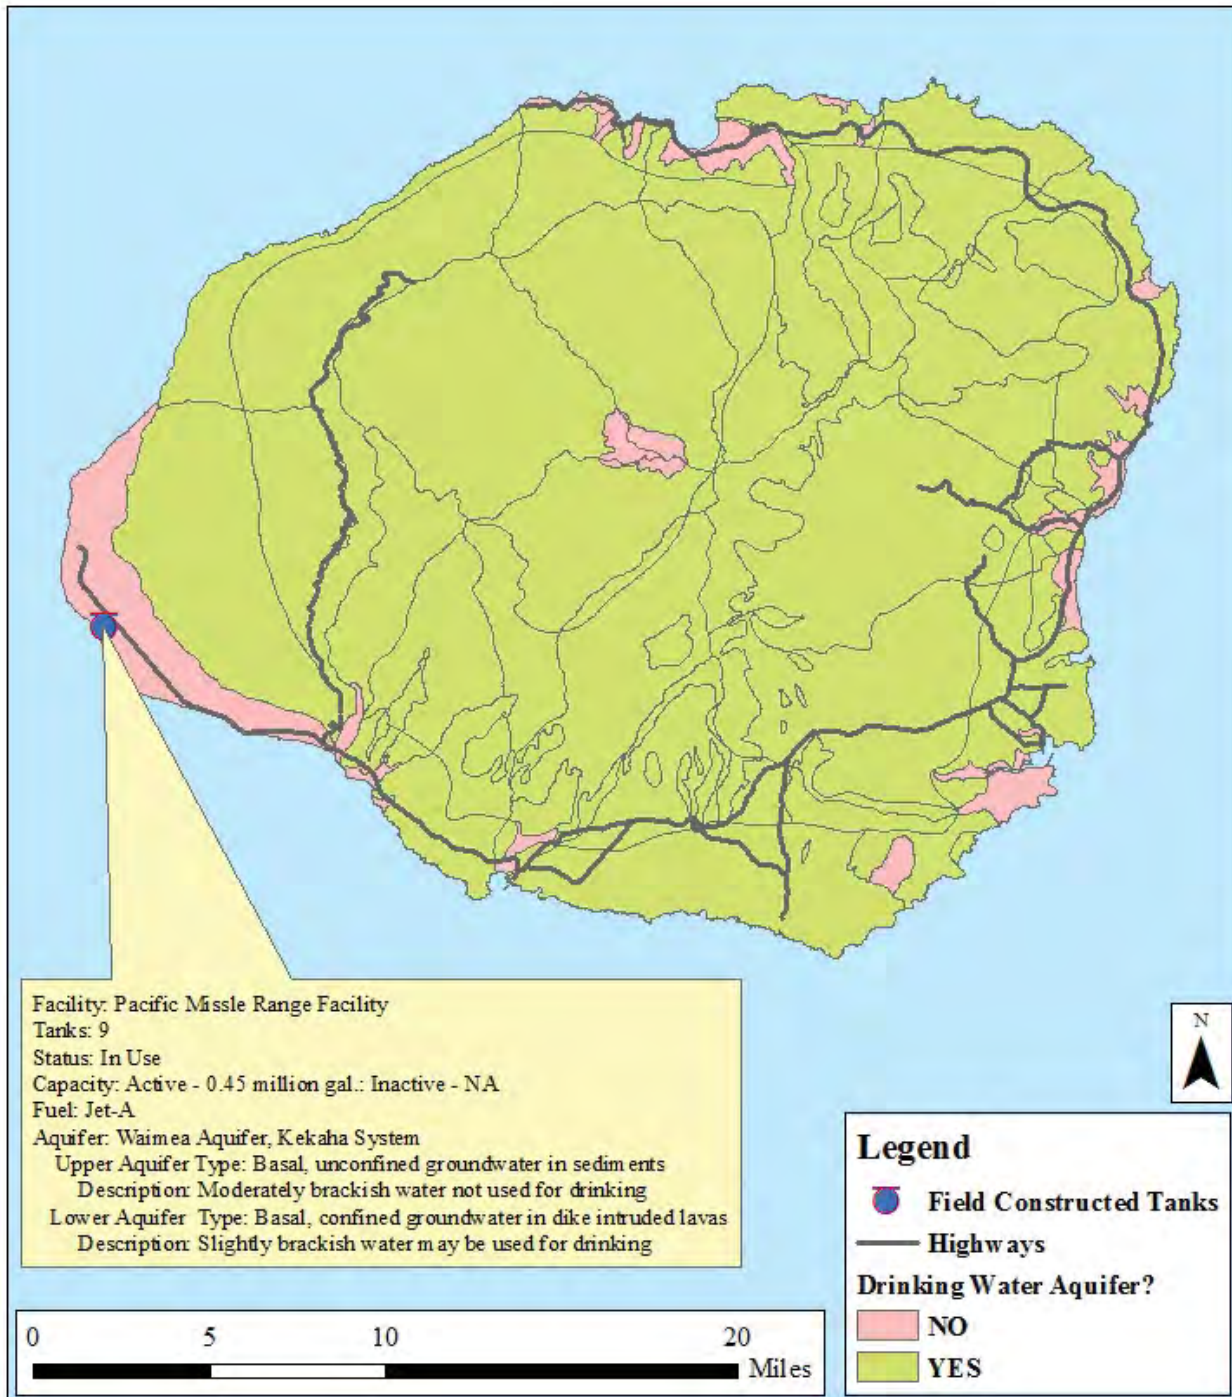 Facility: Pacific Missle Range Facility
Tanks: 9
Status: In Use
Capacity: Active - 0.45 million gal.: Inactive - NA
Fuel: Jet-A
Aquifer: Waimea Aquifer, Kekaha System
Upper Aquifer Type: Basal, unconfined groundwater in sediments
Description: Moderately brackish water not used for drinking
Lower Aquifer Type: Basal, confined groundwater in dike intruded lavas
Description: Slightly brackish water may be used for drinking
N
Legend
Field Constructed Tanks
Highways
Drinking Water Aquifer?
NO
YES
0 5 10 20
Miles